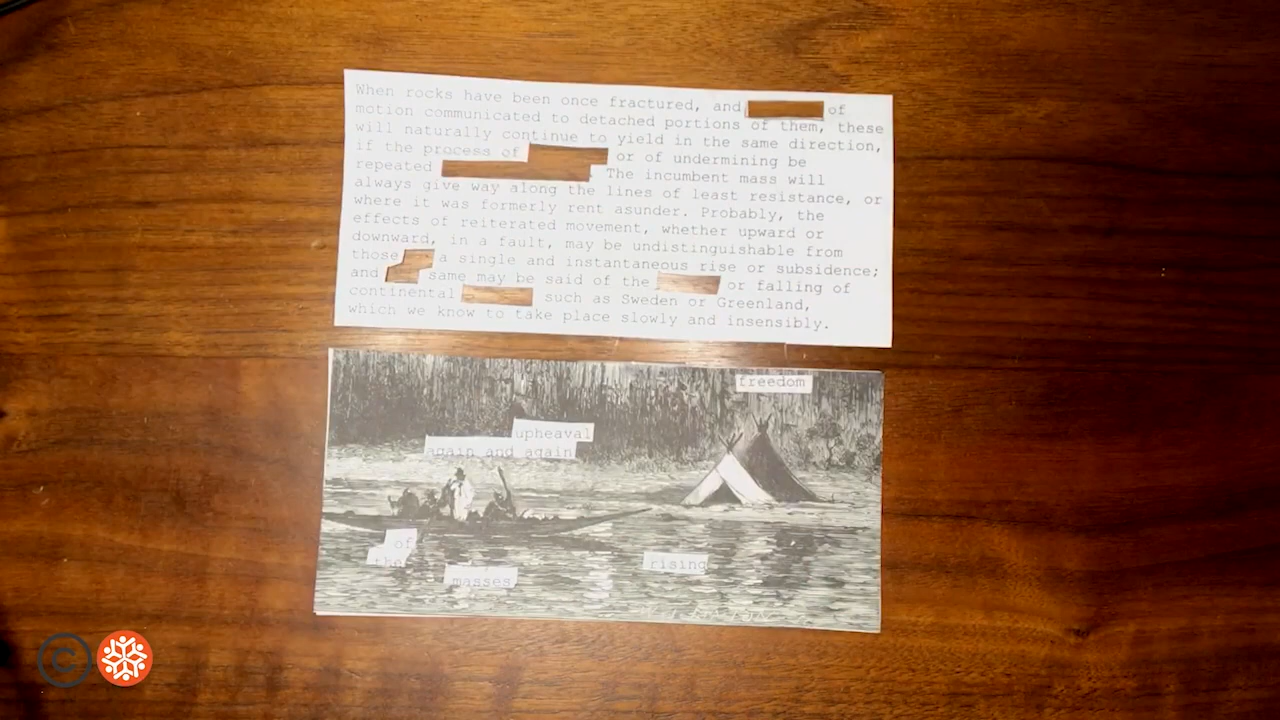 When rocks have been once fractured, and of
motion communicated to detached portions of them, these
will naturally continue to yield in the same direction,
if the process of or of undermining be
repeated . The incumbent mass will
always give way along the lines of least resistance, or
where it was formerly rent asunder. Probably, the
effects of reiterated movement, whether upward or
downward, in a fault, may be undistinguishable from
those a single and instantaneous rise or subsidence;
and same may be said of the or falling of
continental such as Sweden or Greenland,
which we know to take place slowly and insensibly.
freedom
upheaval
again and again
of
the
rising
masses
©